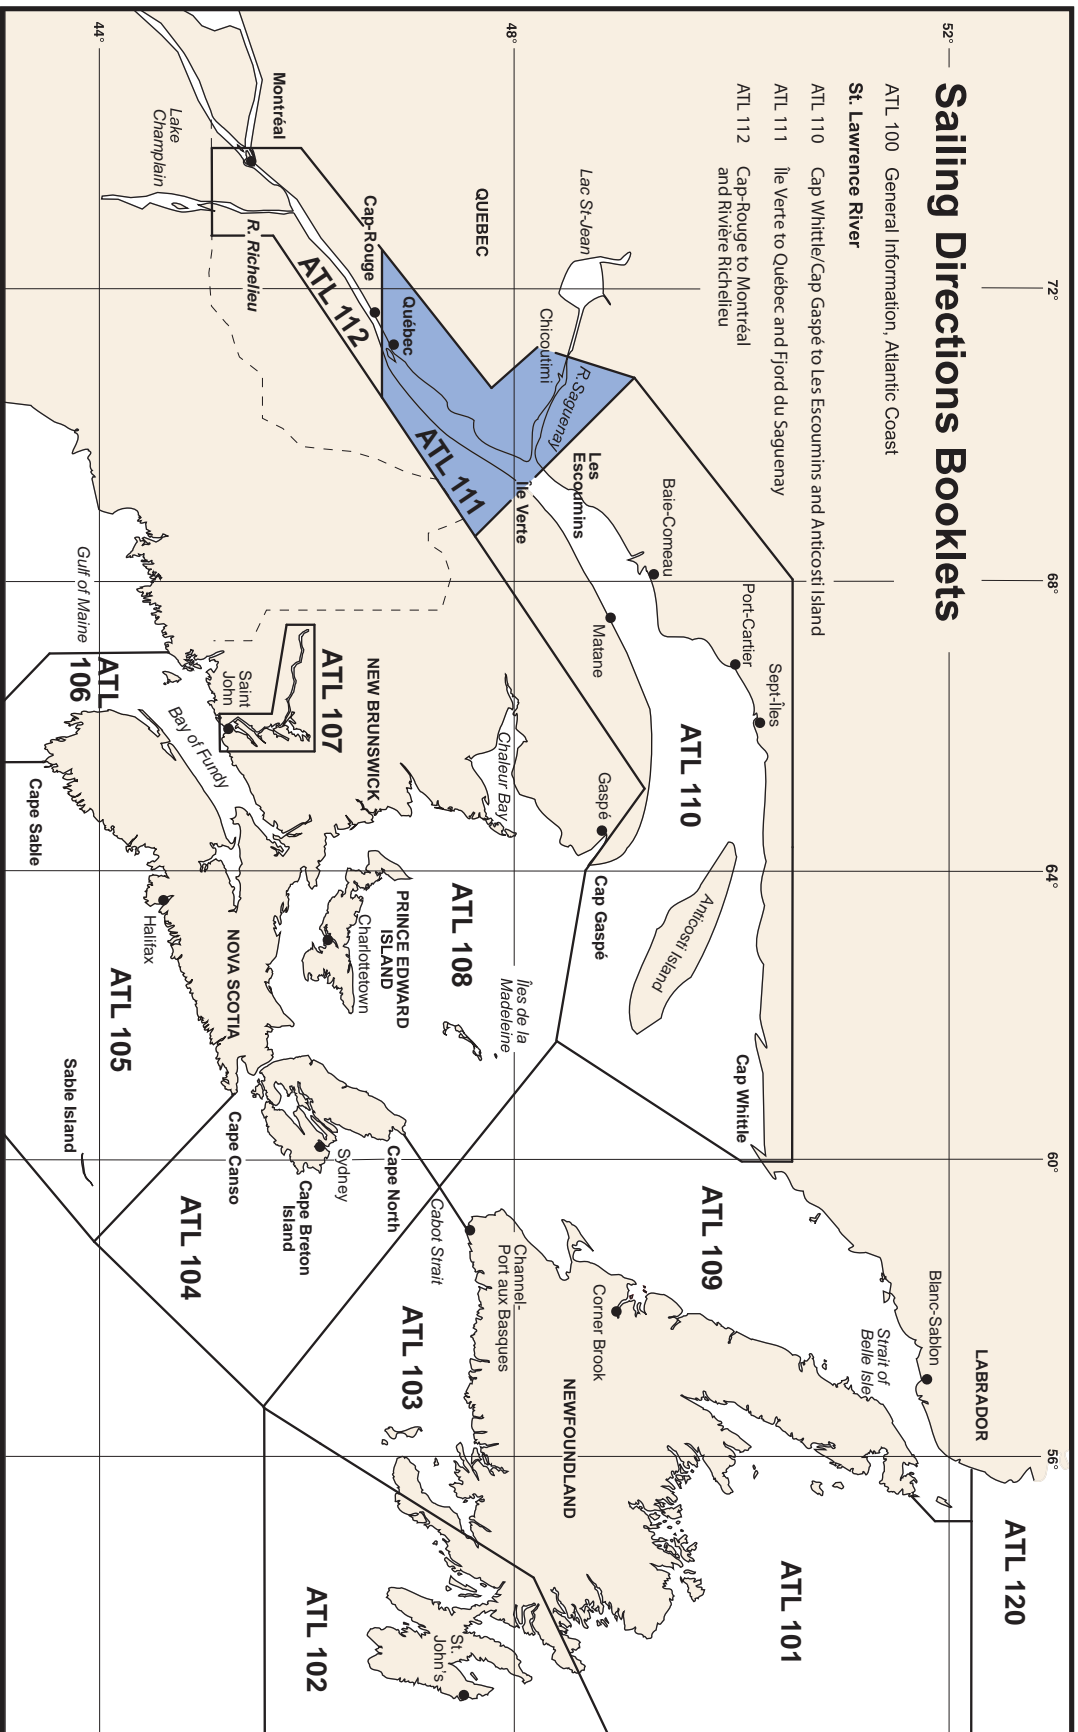 Sailing Directions Booklets
ATL 100 General Information, Atlantic Coast
St. Lawrence River
ATL 110 Cap Whittle/Cap Gaspé to Les Escoumins and Anticosti Island
ATL 111 Île Verte to Québec and Fjord du Saguenay
ATL 112 Cap-Rouge to Montréal
and Rivière Richelieu
72°
68°
64°
60°
56°
52°
48°
44°
LABRADOR
ATL 120
Blanc-Sablon
Strait of
Belle Isle
ATL 101
Sept-Îles
Port-Cartier
Cap Whittle
ATL 109
Baie-Comeau
ATL 110
Anticosti Island
Corner Brook
Lac St-Jean
Les
Escoumins
Matane
Gaspé
Cap Gaspé
NEWFOUNDLAND
R. Saguenay
Chicoutimi
Île Verte
Chaleur Bay
Îles de la
Madeleine
Channel-
Port aux Basques
QUEBEC
ATL 111
ATL 108
Cabot Strait
ATL 103
St.
John's
Québec
Cap-Rouge
NEW BRUNSWICK
PRINCE EDWARD
ISLAND
Charlottetown
Cape North
ATL 112
ATL 107
Sydney
Cape Breton
Island
ATL 102
Montréal
R. Richelieu
Saint
John
NOVA SCOTIA
Cape Canso
ATL 104
Lake
Champlain
Bay of Fundy
Halifax
ATL 105
Gulf of Maine
ATL
106
Cape Sable
Sable Island